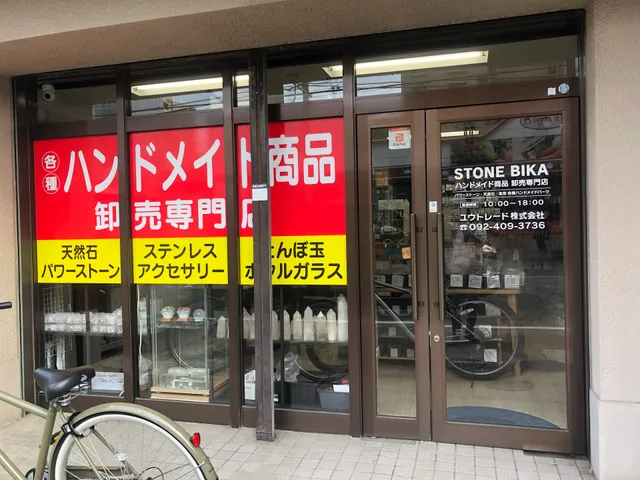 各種
ハンドメイド商品
卸売専門店
天然石
パワーストーン
ステンレス
アクセサリー
とんぼ玉
ホタルガラス
PayPay
STONE BIKA
ハンドメイド商品 卸売専門店
10:00～18:00
ユウトレード 株式会社
☎092-409-3736